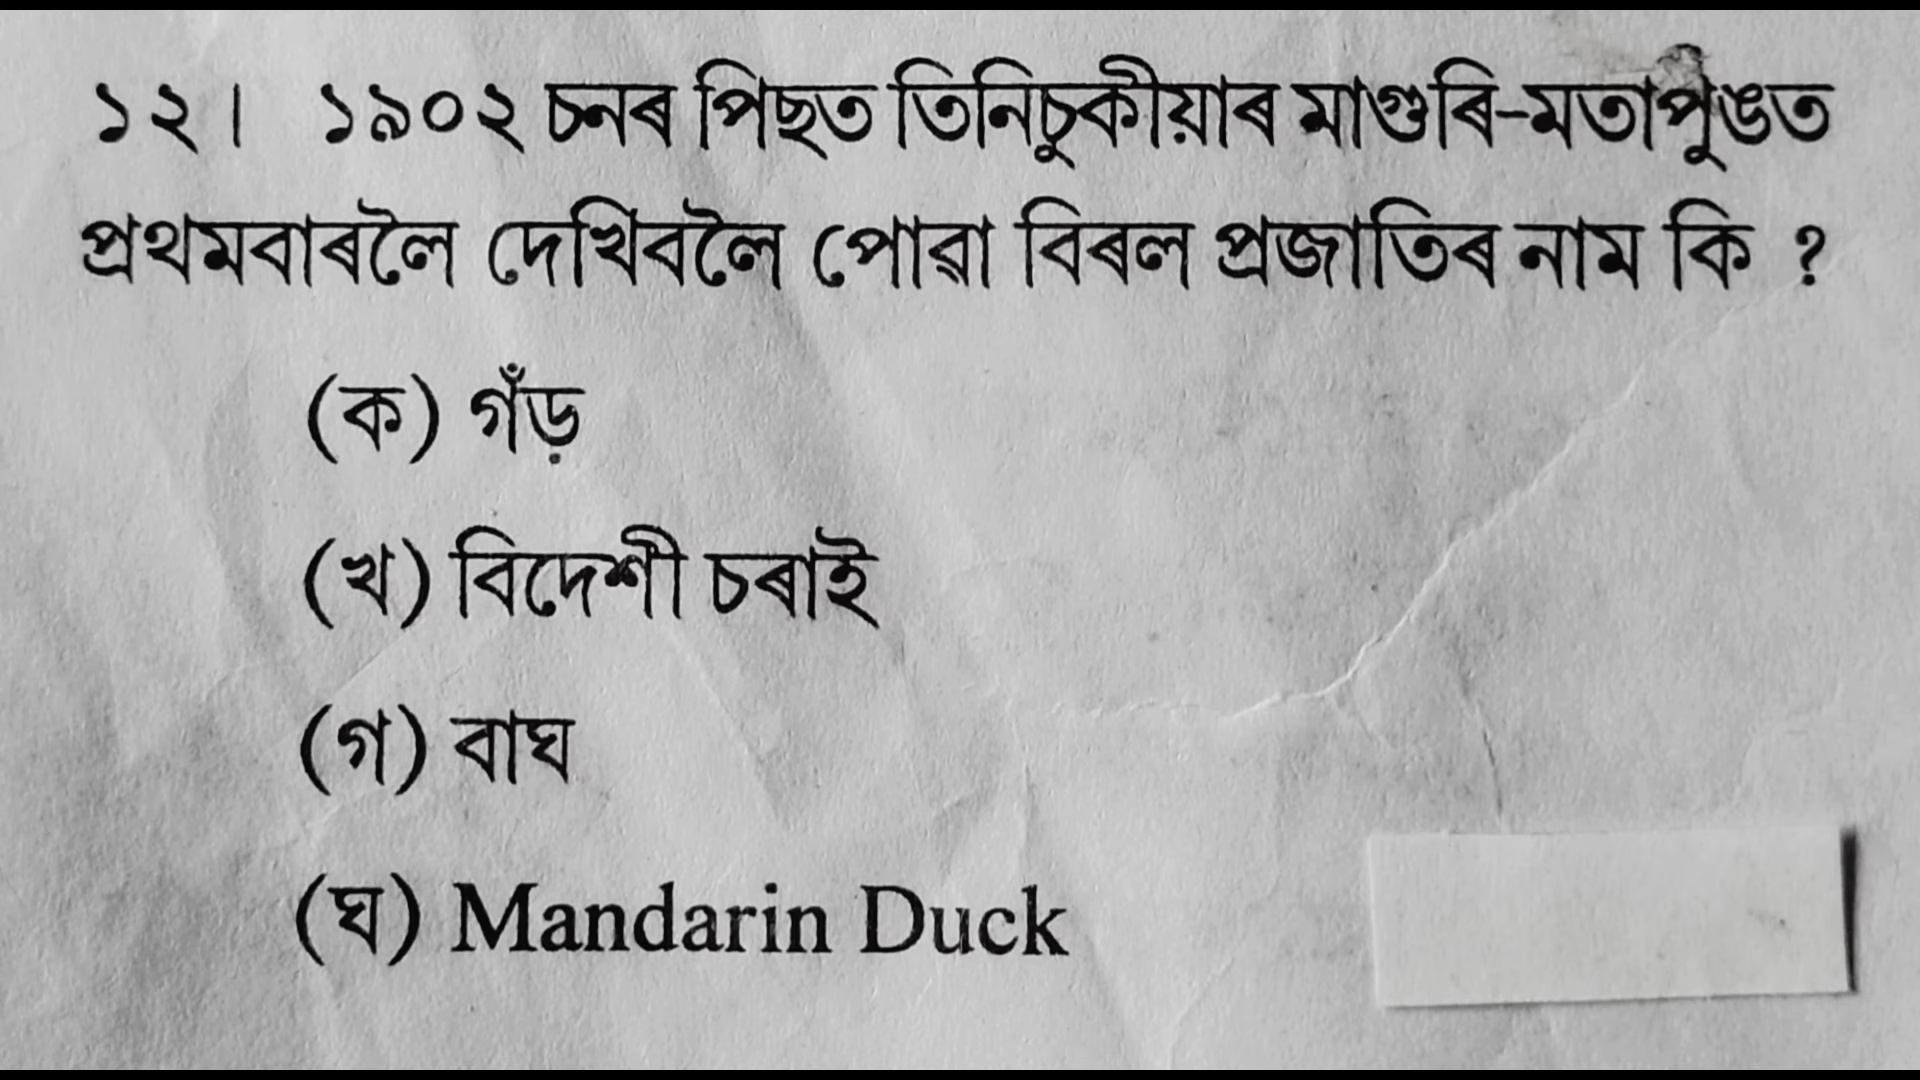 ১২। ১৯০২ চনৰ পিছত তিনিচুকীয়াৰ মাগুৰি-মতাপুঙত
প্ৰথমবাৰলৈ দেখিবলৈ পোৱা বিৰল প্ৰজাতিৰ নাম কি ?
(ক) গঁড়
(খ) বিদেশী চৰাই
(গ) বাঘ
(ঘ) Mandarin Duck